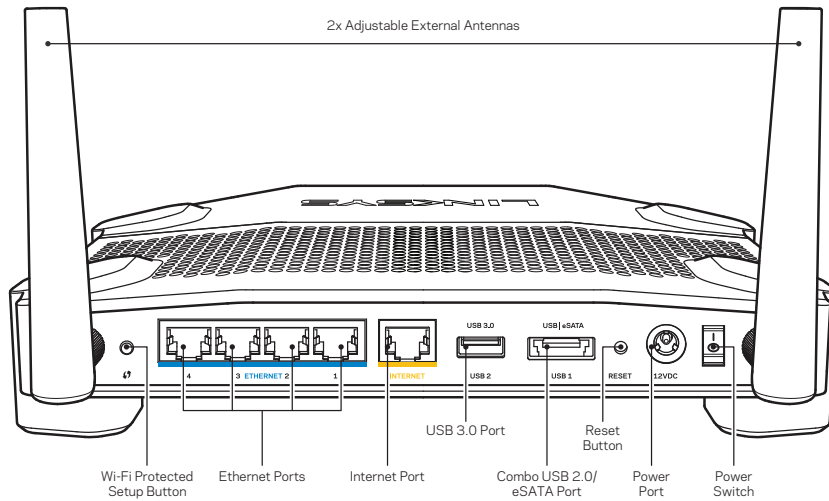 2x Adjustable External Antennas
LINKSYS
USB 3.0
USB eSATA
4 3 ETHERNET 2 1
INTERNET
USB 2
USB 1
RESET
12VDC
USB 3.0 Port
Reset
Button
Wi-Fi Protected
Setup Button
Ethernet Ports
Internet Port
Combo USB 2.0/
eSATA Port
Power
Port
Power
Switch